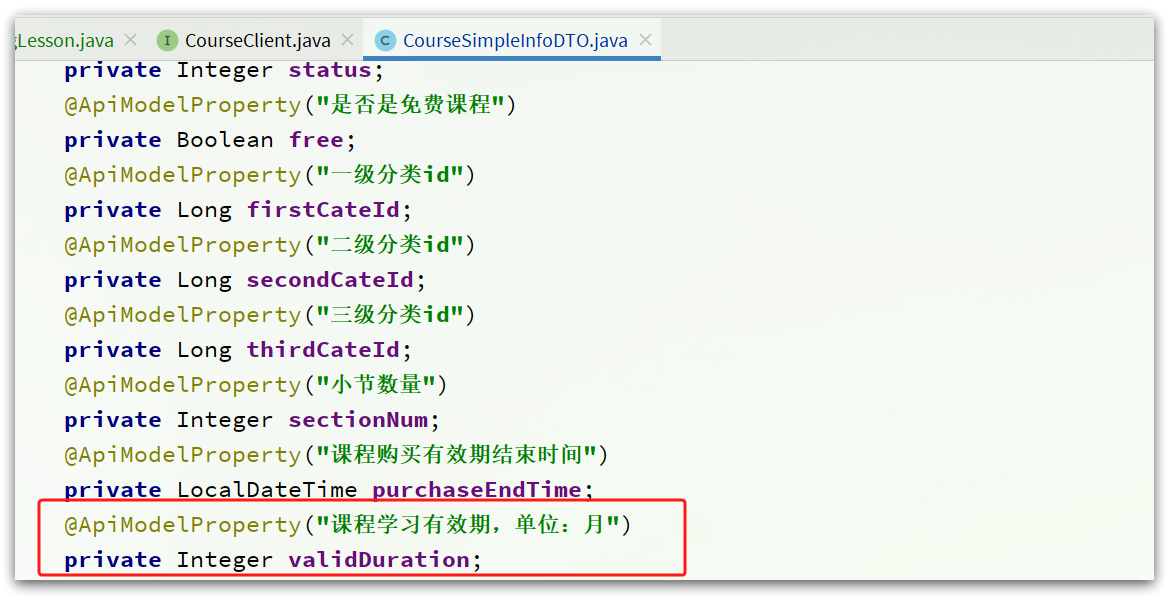 gLesson.java CourseClient.java CourseSimpleInfoDTO.java
private Integer status;
@ApiModelProperty("是否是免费课程")
private Boolean free;
@ApiModelProperty("一级分类id")
private Long firstCateId;
@ApiModelProperty("二级分类id")
private Long secondCateId;
@ApiModelProperty("三级分类id")
private Long thirdCateId;
@ApiModelProperty("小节数量")
private Integer sectionNum;
@ApiModelProperty("课程购买有效期结束时间")
private LocalDateTime purchaseEndTime;
@ApiModelProperty("课程学习有效期，单位：月")
private Integer validDuration;